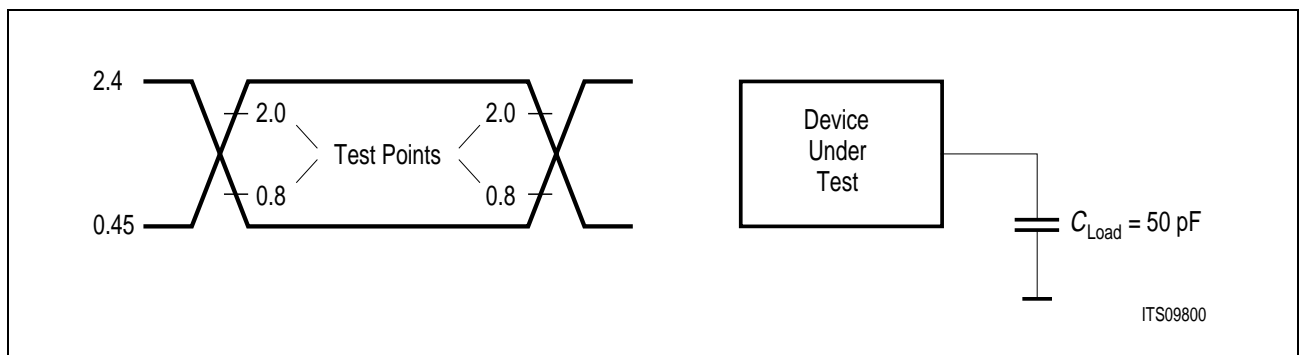 2.4
2.0
2.0
Test Points
0.8
0.8
0.45
Device
Under
Test
C Load = 50 pF
ITS09800